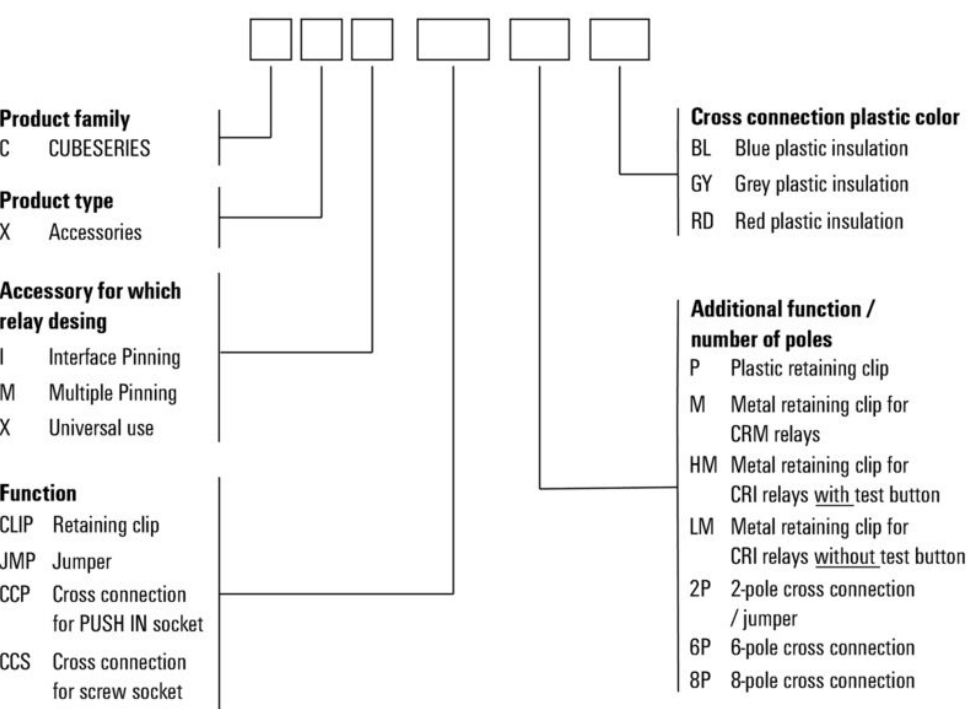 Product family
C CUBESERIES
Product type
X Accessories
Accessory for which
relay desing
I Interface Pinning
M Multiple Pinning
X Universal use
Function
CLIP Retaining clip
JMP Jumper
CCP Cross connection
for PUSH IN socket
CCS Cross connection
for screw socket
Cross connection plastic color
BL Blue plastic insulation
GY Grey plastic insulation
RD Red plastic insulation
Additional function /
number of poles
P Plastic retaining clip
M Metal retaining clip for
CRM relays
HM Metal retaining clip for
CRI relays with test button
LM Metal retaining clip for
CRI relays without test button
2P 2-pole cross connection
/ jumper
6P 6-pole cross connection
8P 8-pole cross connection